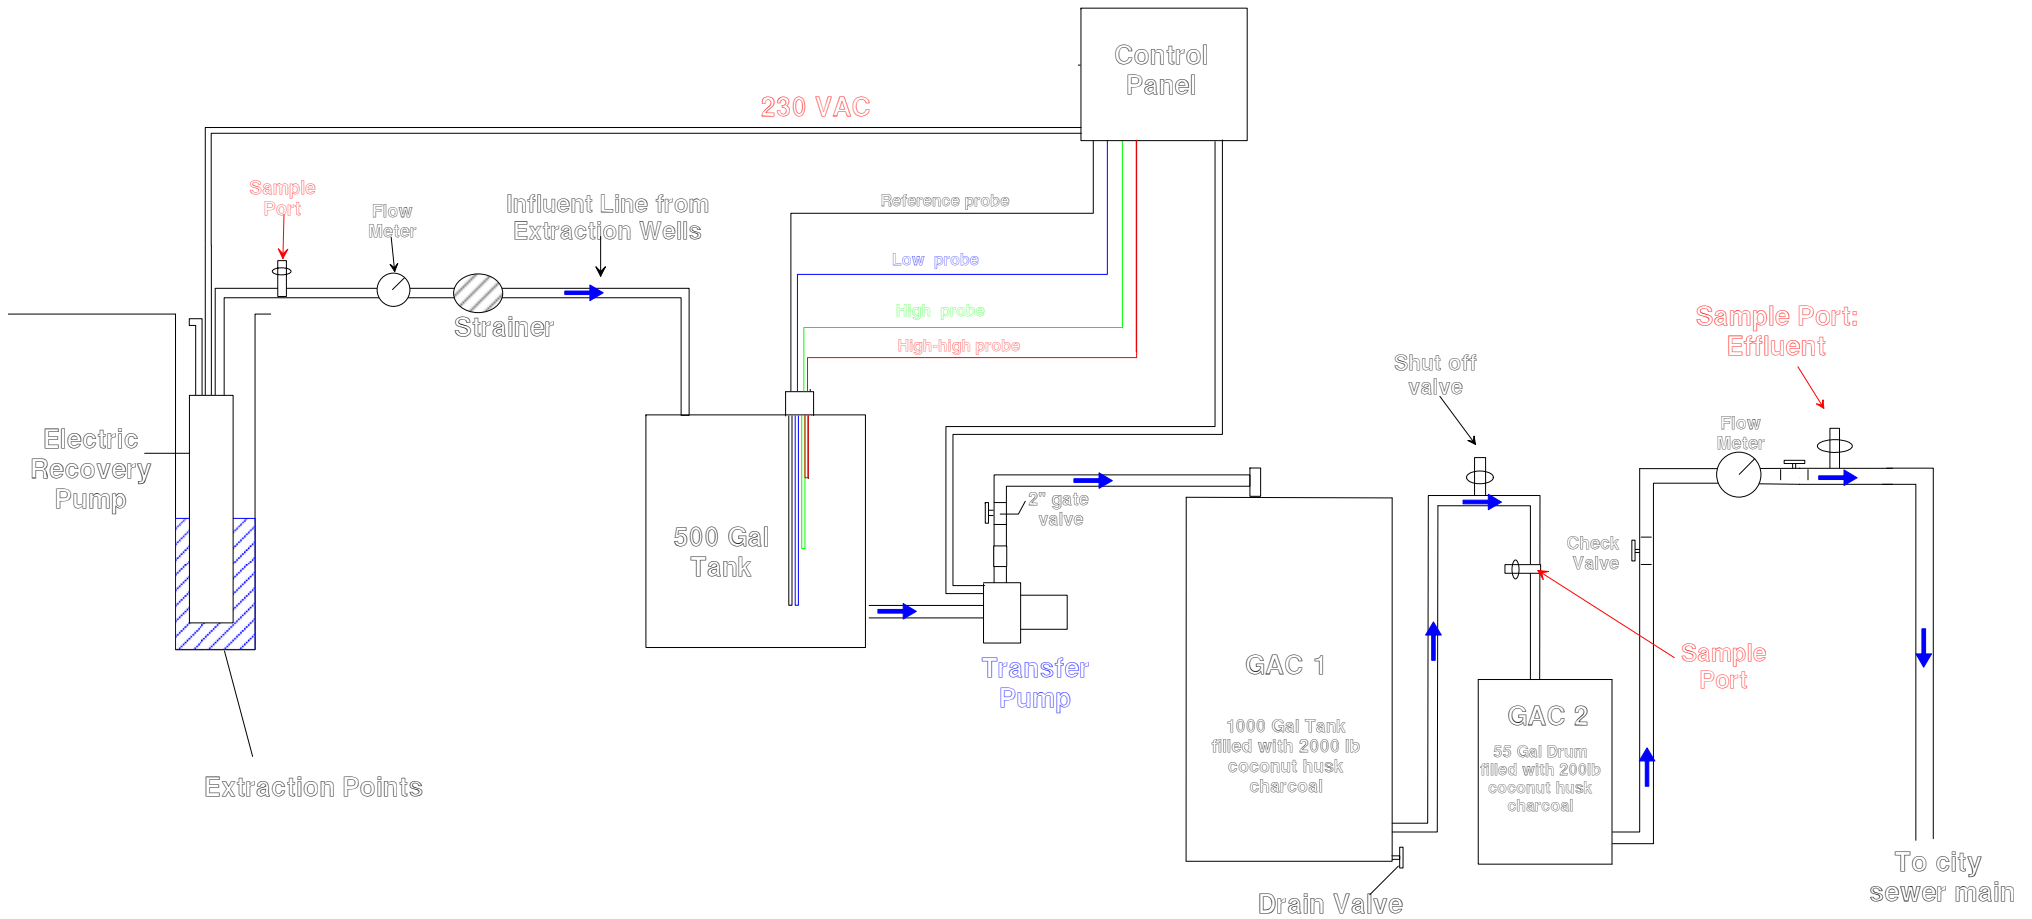 Control
Panel
230 VAC
Sample
Port
Flow
Meter
Influent Line from
Extraction Wells
Reference probe
Low  probe
High  probe
High-high probe
Strainer
Electric
Recovery
Pump
Extraction Points
500 Gal
Tank
2" gate
valve
Transfer
Pump
GAC 1
1000 Gal Tank
filled with 2000 lb
coconut husk
charcoal
Drain Valve
Shut off
valve
Sample Port:
Effluent
Flow
Meter
Check
Valve
Sample
Port
GAC 2
55 Gal Drum
filled with 200lb
coconut husk
charcoal
To city
sewer main